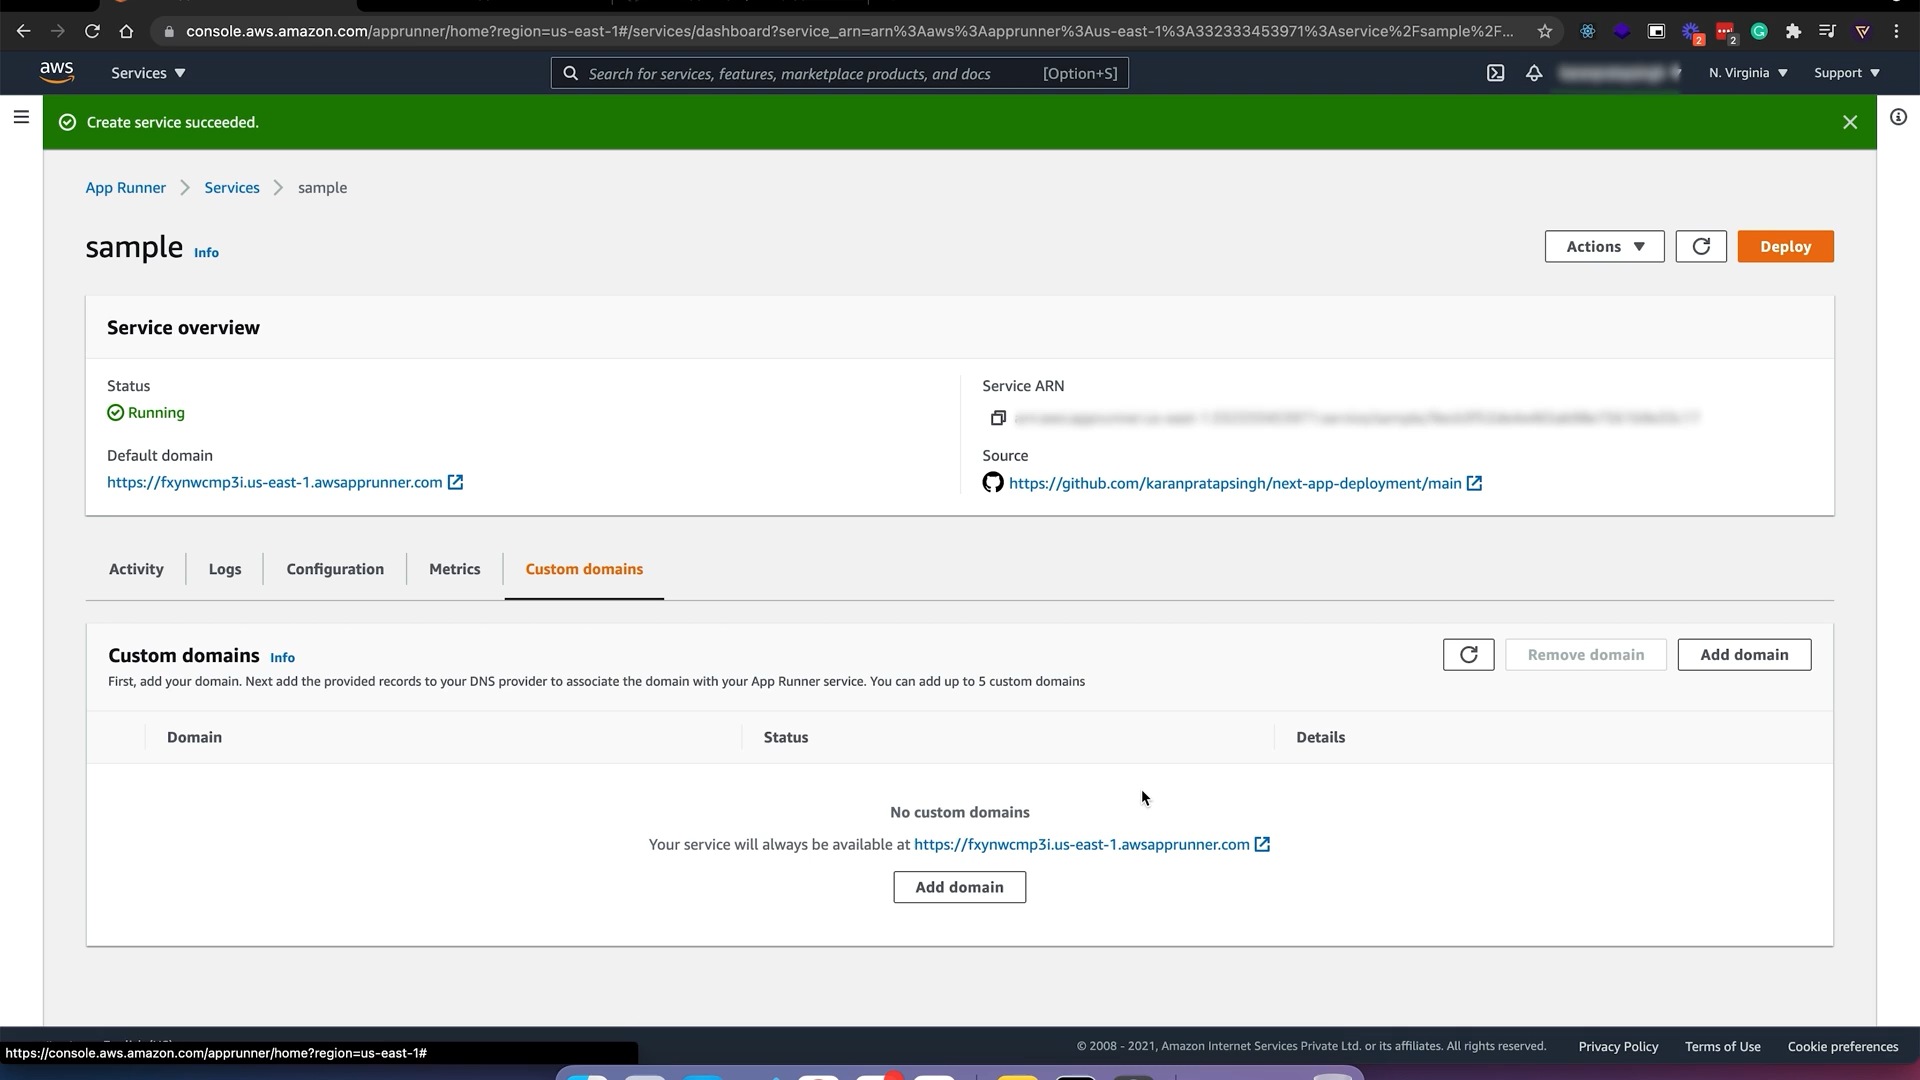 console.aws.amazon.com/apprunner/home?region=us-east-1#/services/dashboard?service_arn=arn%3Aaws%3Aapprunner%3Aus-east-1%3A332333453971%3Aservice%2Fsample%2F...
2
2
aws
Services
Search for services, features, marketplace products, and docs
[Option+S]
N. Virginia
Support
Create service succeeded.
App Runner
Services
sample
sample
Info
Actions
Deploy
Service overview
Status
Running
Service ARN
Default domain
https://fxynwcmp3i.us-east-1.awsapprunner.com
Source
https://github.com/karanpratapsingh/next-app-deployment/main
Activity
Logs
Configuration
Metrics
Custom domains
Custom domains
Info
Remove domain
Add domain
First, add your domain. Next add the provided records to your DNS provider to associate the domain with your App Runner service. You can add up to 5 custom domains
Domain
Status
Details
No custom domains
Your service will always be available at https://fxynwcmp3i.us-east-1.awsapprunner.com
Add domain
https://console.aws.amazon.com/apprunner/home?region=us-east-1#
© 2008 - 2021, Amazon Internet Services Private Ltd. or its affiliates. All rights reserved.
Privacy Policy
Terms of Use
Cookie preferences